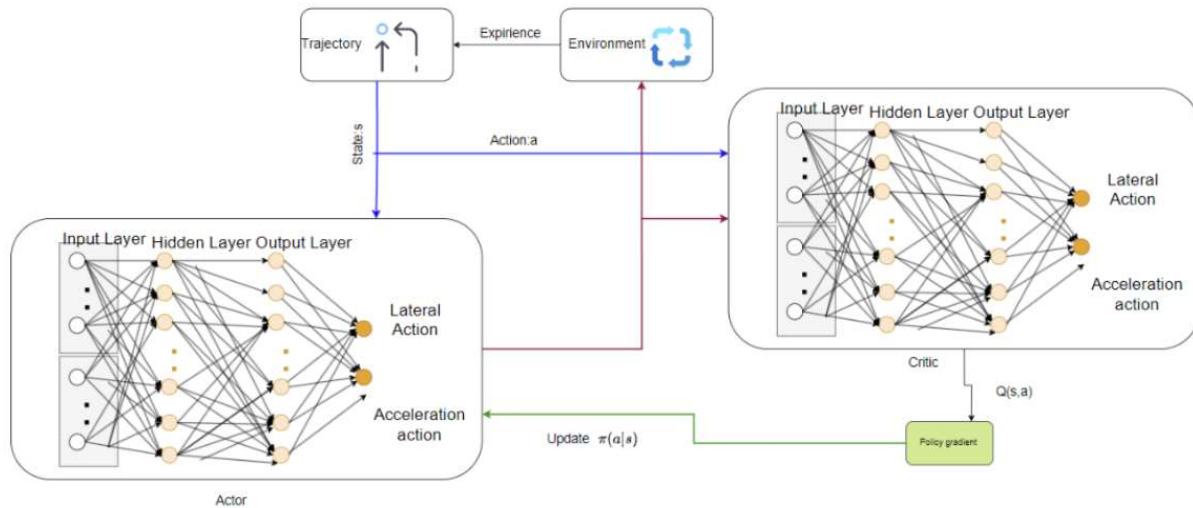 Trajectory
Expirience
Environment
State:s
Action:a
Input Layer
Hidden Layer Output Layer
Lateral
Action
Acceleration
action
Critic
Q(s,a)
Policy gradient
Update π(a|s)
Input Layer
Hidden Layer Output Layer
Lateral
Action
Acceleration
action
Actor